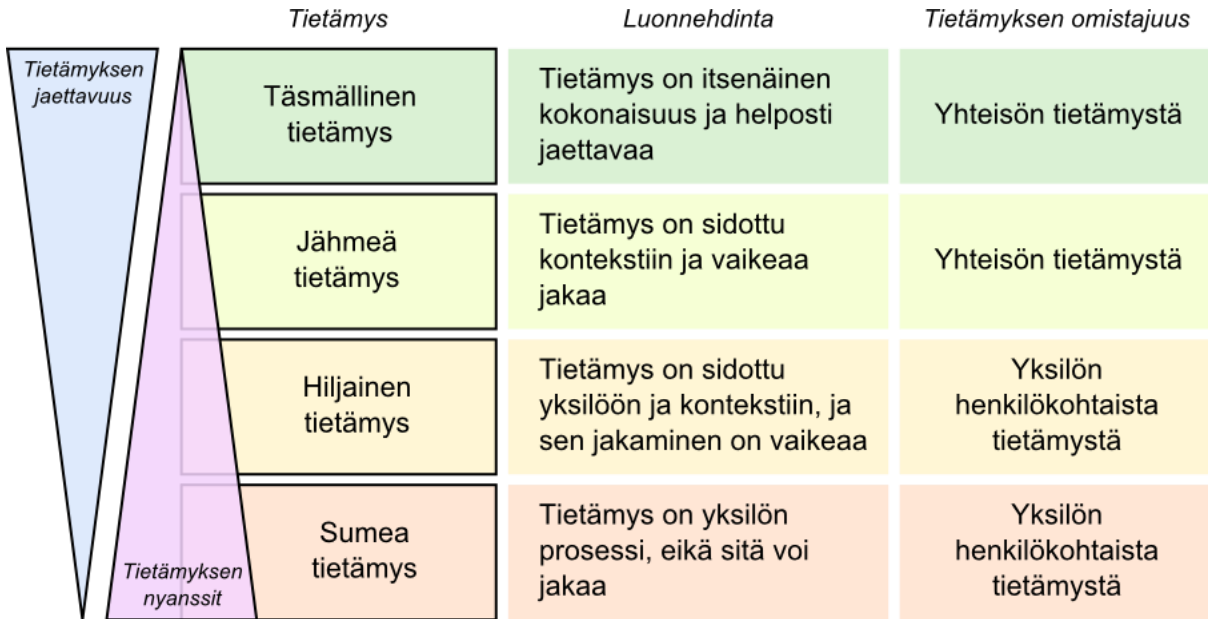 Tietämys
Luonnehdinta
Tietämyksen omistajuus
Tietämyksen
jaettavuus
Täsmällinen
tietämys
Tietämys on itsenäinen
kokonaisuus ja helposti
jaettavaa
Yhteisön tietämystä
Jähmeä
tietämys
Tietämys on sidottu
kontekstiin ja vaikeaa
jakaa
Yhteisön tietämystä
Hiljainen
tietämys
Tietämys on sidottu
yksilöön ja kontekstiin, ja
sen jakaminen on vaikeaa
Yksilön
henkilökohtaista
tietämystä
Tietämyksen
nyanssit
Sumea
tietämys
Tietämys on yksilön
prosessi, eikä sitä voi
jakaa
Yksilön
henkilökohtaista
tietämystä